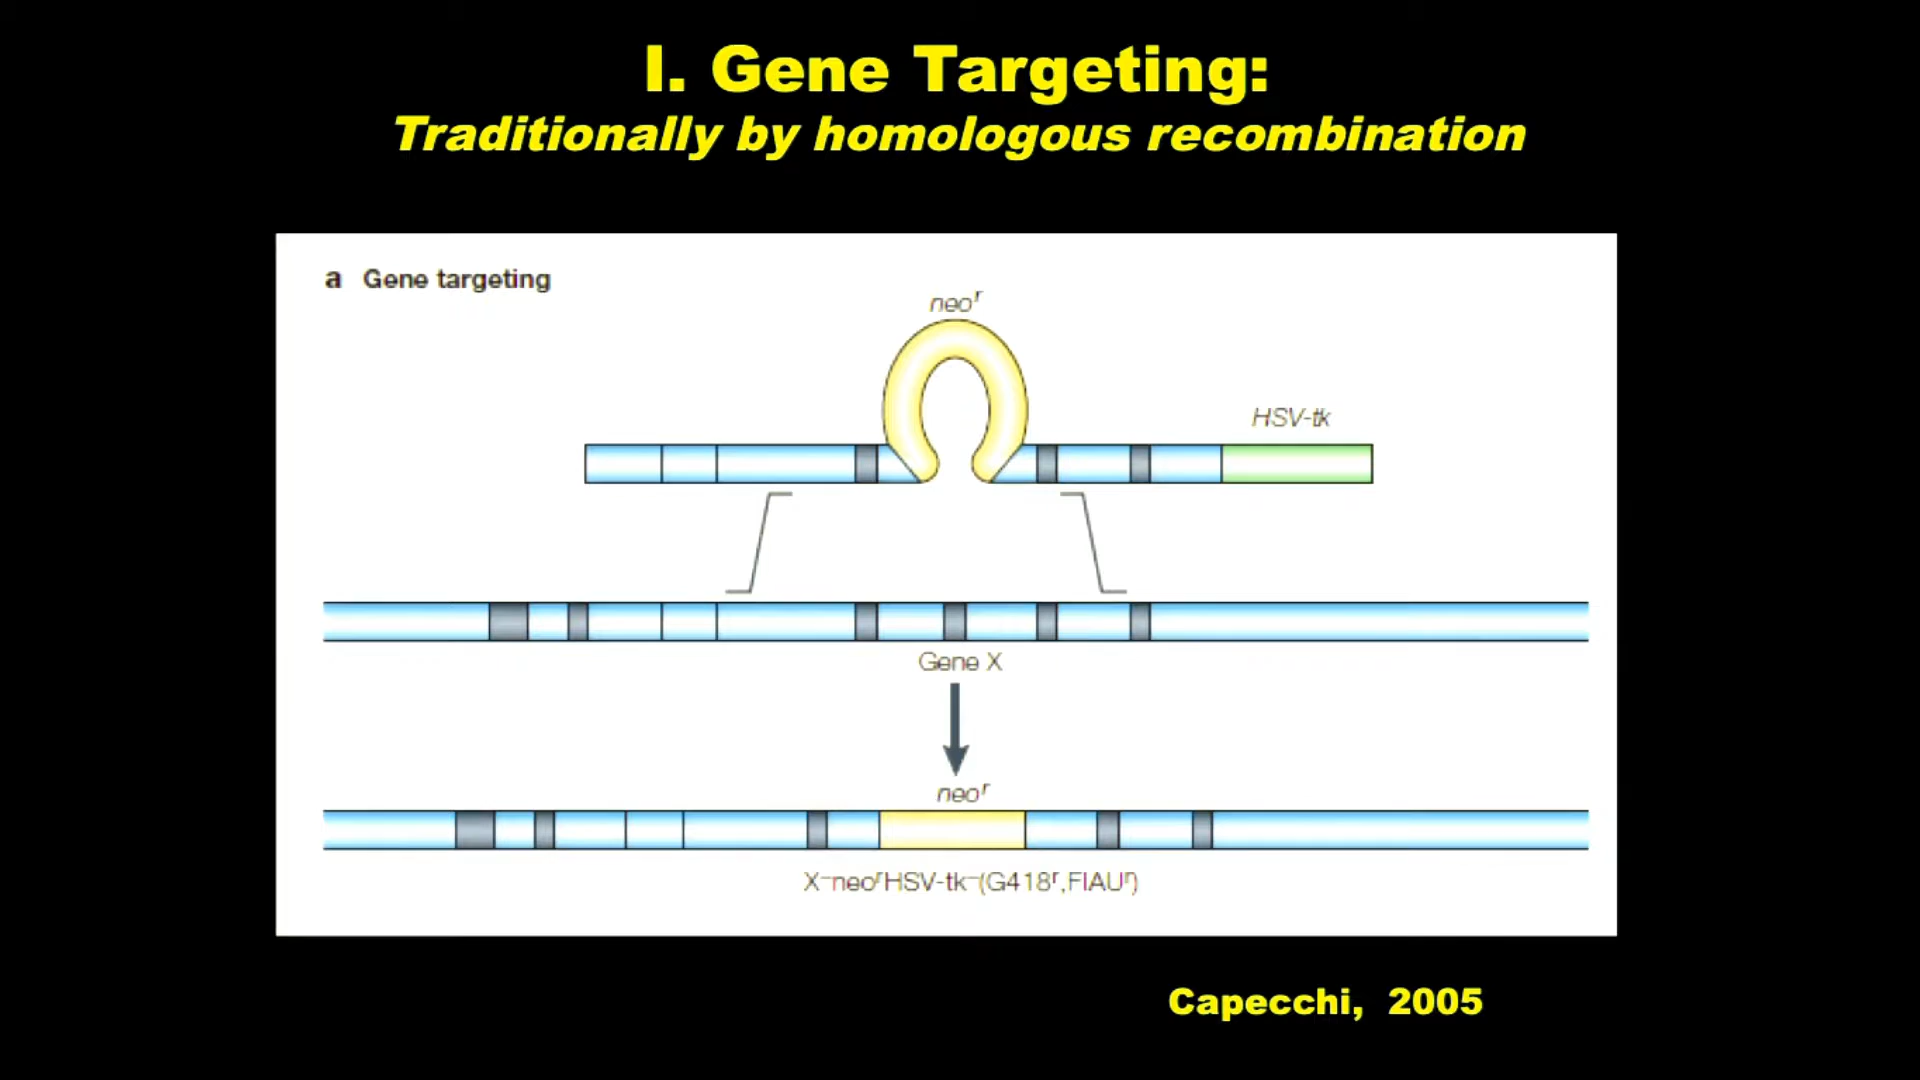 I. Gene Targeting:
Traditionally by homologous recombination
a Gene targeting
neoʳ
HSV-tk
Gene X
neoʳ
X⁻neoʳHSV-tk⁻(G418ʳ,FIAUʳ)
Capecchi, 2005